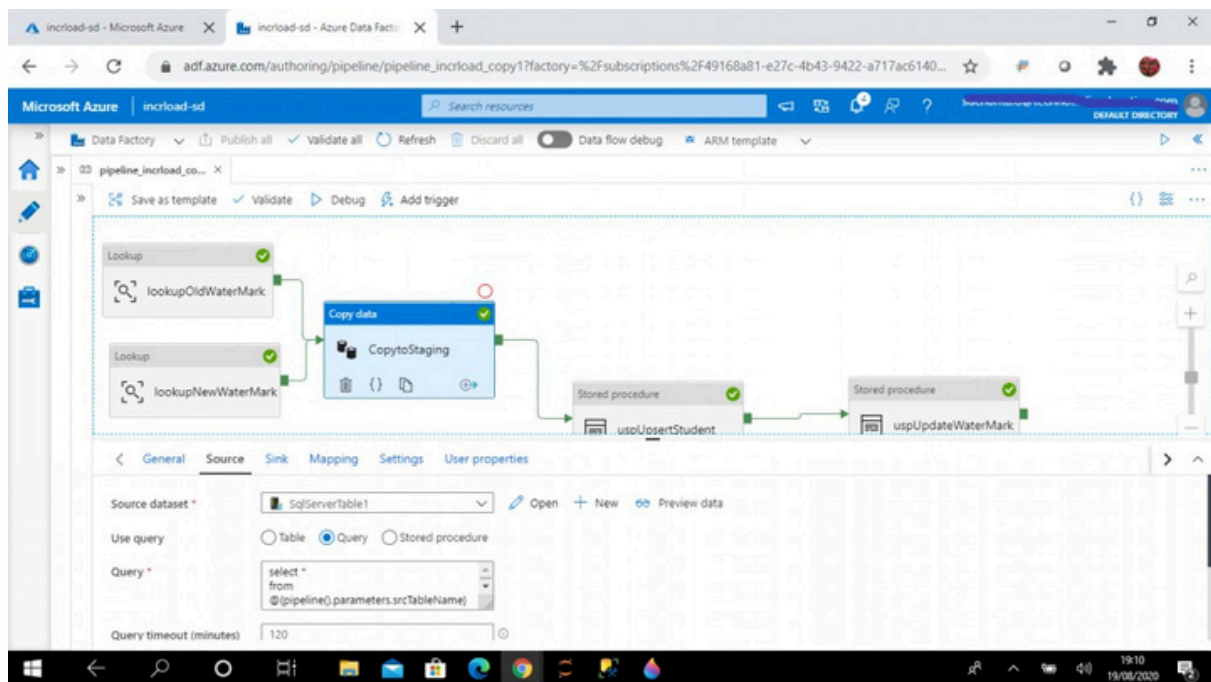 incrload-sd - Microsoft Azure
incrload-sd - Azure Data Facto
adf.azure.com/authoring/pipeline/pipeline_incrload_copy1?factory=%2Fsubscriptions%2F49168a81-e27c-4b43-9422-a717ac6140...
Microsoft Azure incrload-sd Search resources 4 ?
DEFAULT DIRECTORY
Data Factory Publish all Validate all Refresh Discard all Data flow debug ARM template
pipeline_incrload_co...
Save as template Validate Debug Add trigger {}
Lookup
lookupOldWaterMark
Copy data
CopytoStaging
{}
Lookup
lookupNewWaterMark
Stored procedure
uspUpsertStudent
Stored procedure
uspUpdateWaterMark
General Source Sink Mapping Settings User properties
Source dataset * SqlServerTable1 Open New Preview data
Use query Table Query Stored procedure
Query * select *
from
@{pipeline().parameters.srcTableName}
Query timeout (minutes) 120
19:10
19/08/2020
2